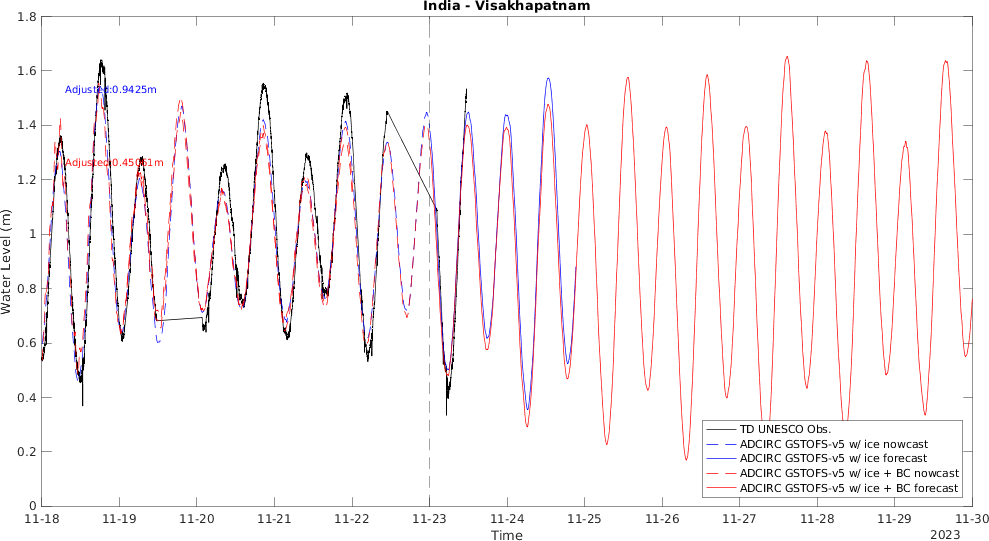 India - Visakhapatnam
1.8
1.6
1.4
1.2
1
0.8
0.6
0.4
0.2
0
Water Level (m)
Adjusted:0.9425m
TD UNESCO Obs.
ADCIRC GSTOFS-v5 w/ ice nowcast
ADCIRC GSTOFS-v5 w/ ice forecast
ADCIRC GSTOFS-v5 w/ ice + BC nowcast
ADCIRC GSTOFS-v5 w/ ice + BC forecast
11-18 11-19 11-20 11-21 11-22 11-23 11-24 11-25 11-26 11-27 11-28 11-29 11-30
Time
2023